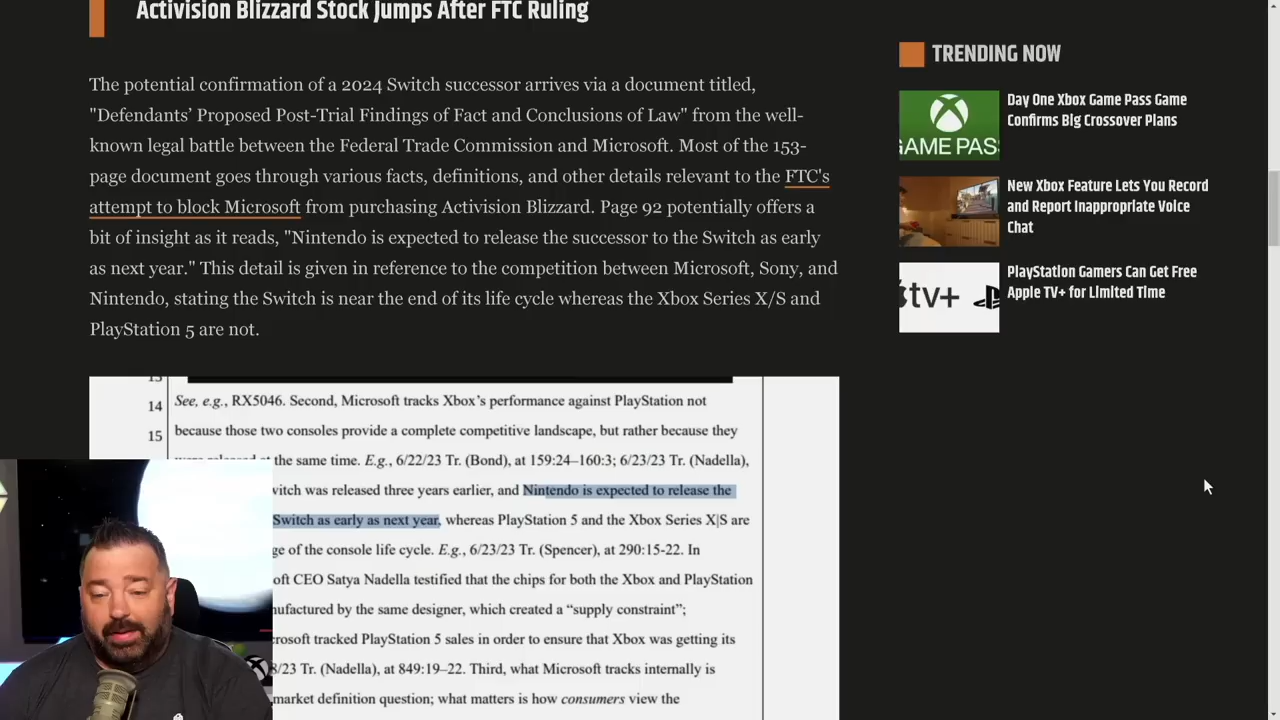 Activision Blizzard Stock Jumps After FTC Ruling
The potential confirmation of a 2024 Switch successor arrives via a document titled,
"Defendants’ Proposed Post-Trial Findings of Fact and Conclusions of Law" from the well-
known legal battle between the Federal Trade Commission and Microsoft. Most of the 153-
page document goes through various facts, definitions, and other details relevant to the FTC's
attempt to block Microsoft from purchasing Activision Blizzard. Page 92 potentially offers a
bit of insight as it reads, "Nintendo is expected to release the successor to the Switch as early
as next year." This detail is given in reference to the competition between Microsoft, Sony, and
Nintendo, stating the Switch is near the end of its life cycle whereas the Xbox Series X/S and
PlayStation 5 are not.
13
14 See, e.g., RX5046. Second, Microsoft tracks Xbox’s performance against PlayStation not
15 because those two consoles provide a complete competitive landscape, but rather because they
the same time. E.g., 6/22/23 Tr. (Bond), at 159:24–160:3; 6/23/23 Tr. (Nadella),
witch was released three years earlier, and Nintendo is expected to release the
Switch as early as next year, whereas PlayStation 5 and the Xbox Series X|S are
ge of the console life cycle. E.g., 6/23/23 Tr. (Spencer), at 290:15-22. In
oft CEO Satya Nadella testified that the chips for both the Xbox and PlayStation
nufactured by the same designer, which created a “supply constraint”;
rosoft tracked PlayStation 5 sales in order to ensure that Xbox was getting its
8/23 Tr. (Nadella), at 849:19–22. Third, what Microsoft tracks internally is
market definition question; what matters is how consumers view the
TRENDING NOW
GAME PAS
Day One Xbox Game Pass Game
Confirms Big Crossover Plans
New Xbox Feature Lets You Record
and Report Inappropriate Voice
Chat
tv+
PlayStation Gamers Can Get Free
Apple TV+ for Limited Time